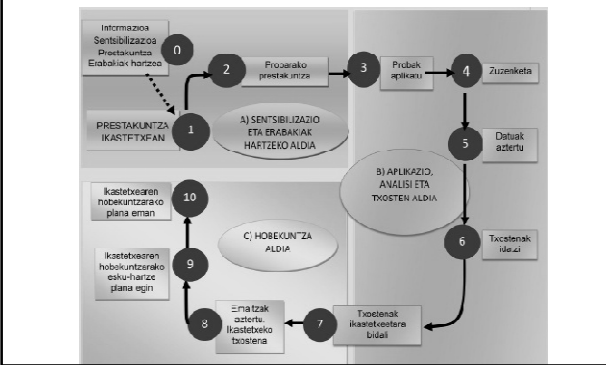 Informazioa
Sentsibilizazioa
Prestakuntza
Erabakiak hartzea
0
PRESTAKUNTZA
IKASTETXEAN
1
2
Proparako
prestakuntza
A) SENTSIBILIZAZIO
ETA ERABAKIAK
HARTZEKO ALDIA
3
Probak
aplikatu
4
Zuzenketa
5
Datuak
aztertu
B) APLIKAZIO,
ANALISI ETA
TXOSTEN ALDIA
6
Txostenak
idatzi
7
Txostenak
ikastetxeetara
bidali
8
Emaitzak
aztertu.
Ikastetxeko
txostena
C) HOBEKUNTZA
ALDIA
9
Ikastetxearen
hobekuntzarako
esku-hartze
plana egin
10
Ikastetxearen
hobekuntzarako
plana eman